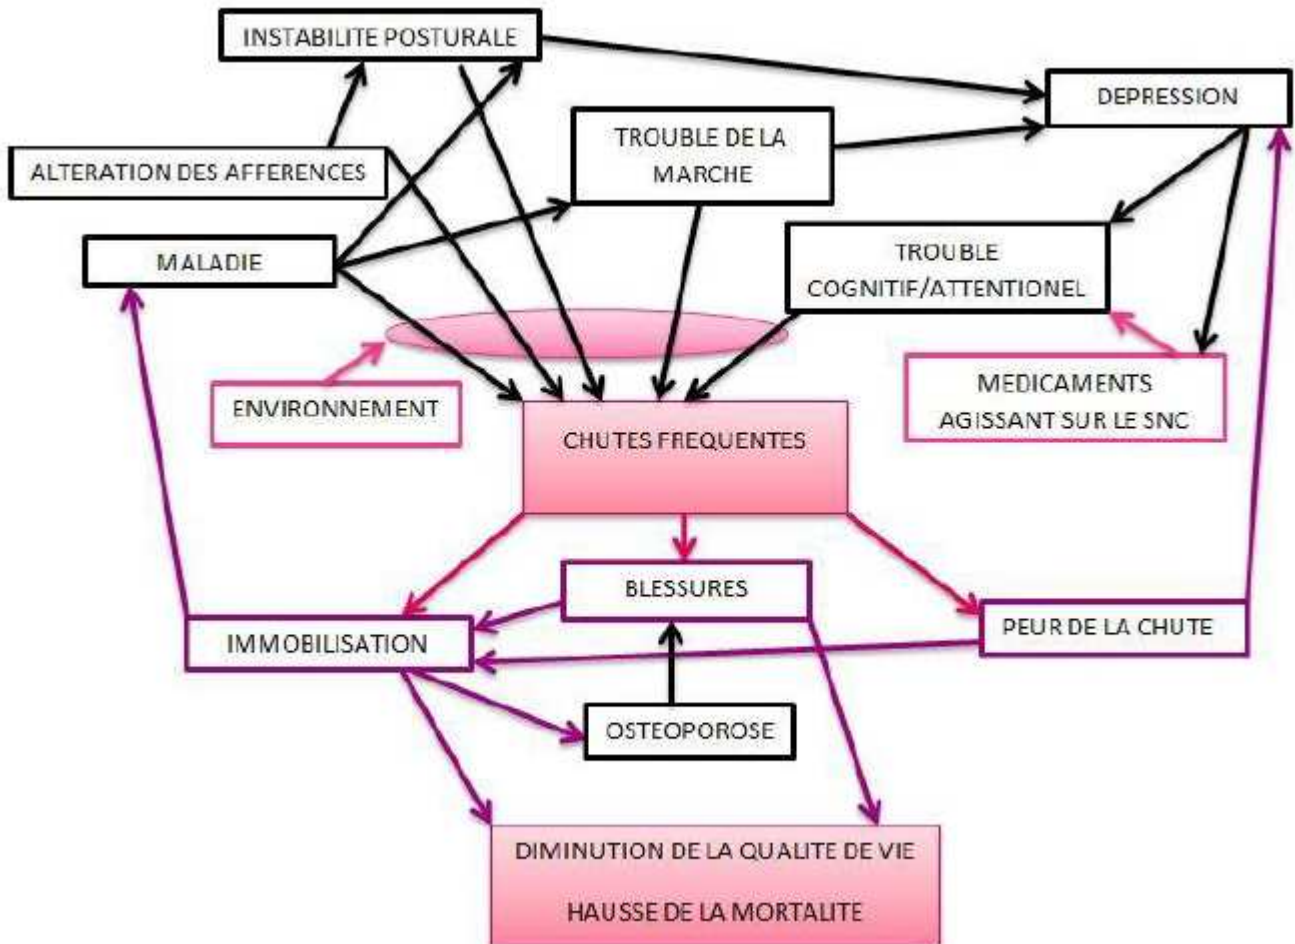 INSTABILITE POSTURALE
DEPRESSION
TROUBLE DE LA
MARCHE
ALTERATION DES AFFERENCES
MALADIE
TROUBLE
COGNITIF/ATTENTIONEL
ENVIRONNEMENT
MEDICAMENTS
AGISSANT SUR LE SNC
CHUTES FREQUENTES
BLESSURES
IMMOBILISATION
PEUR DE LA CHUTE
OSTEOPOROSE
DIMINUTION DE LA QUALITE DE VIE
HAUSSE DE LA MORTALITE